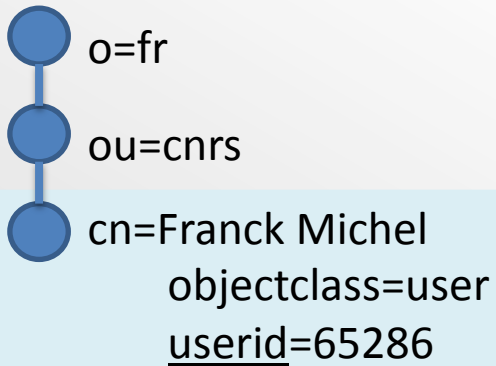 o=fr
ou=cnrs
cn=Franck Michel
objectclass=user
userid=65286